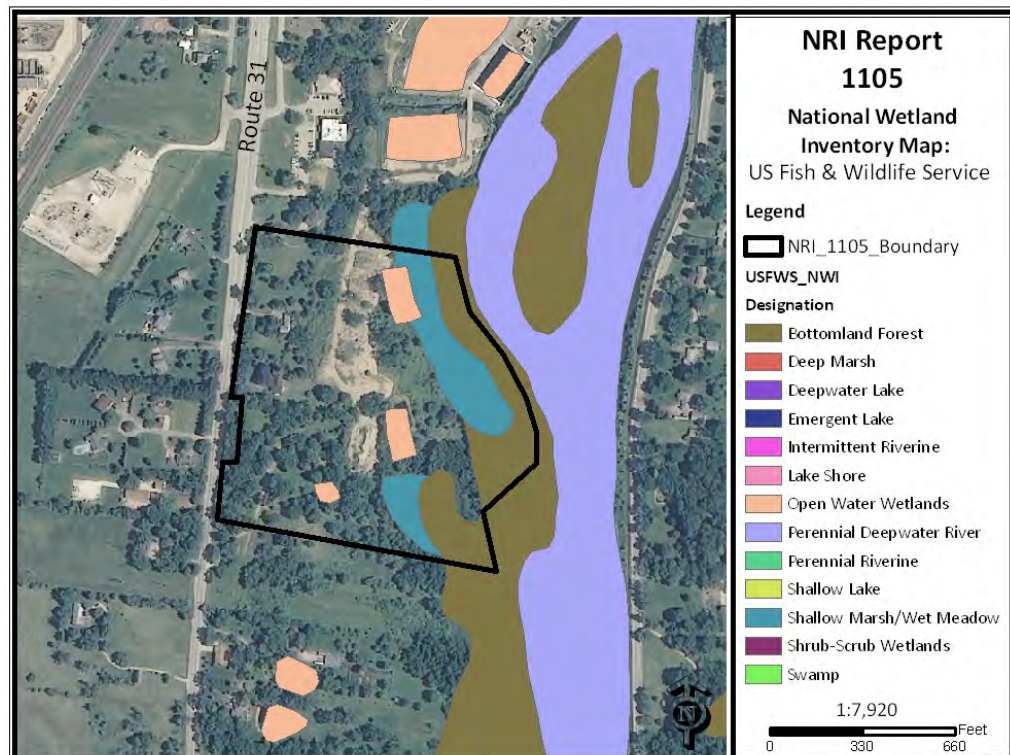 Route 31
NRI Report
1105
National Wetland
Inventory Map:
US Fish & Wildlife Service
Legend
NRI_1105_Boundary
USFWS_NWI
Designation
Bottomland Forest
Deep Marsh
Deepwater Lake
Emergent Lake
Intermittent Riverine
Lake Shore
Open Water Wetlands
Perennial Deepwater River
Perennial Riverine
Shallow Lake
Shallow Marsh/Wet Meadow
Shrub-Scrub Wetlands
Swamp
N
1:7,920
Feet
0 330 660